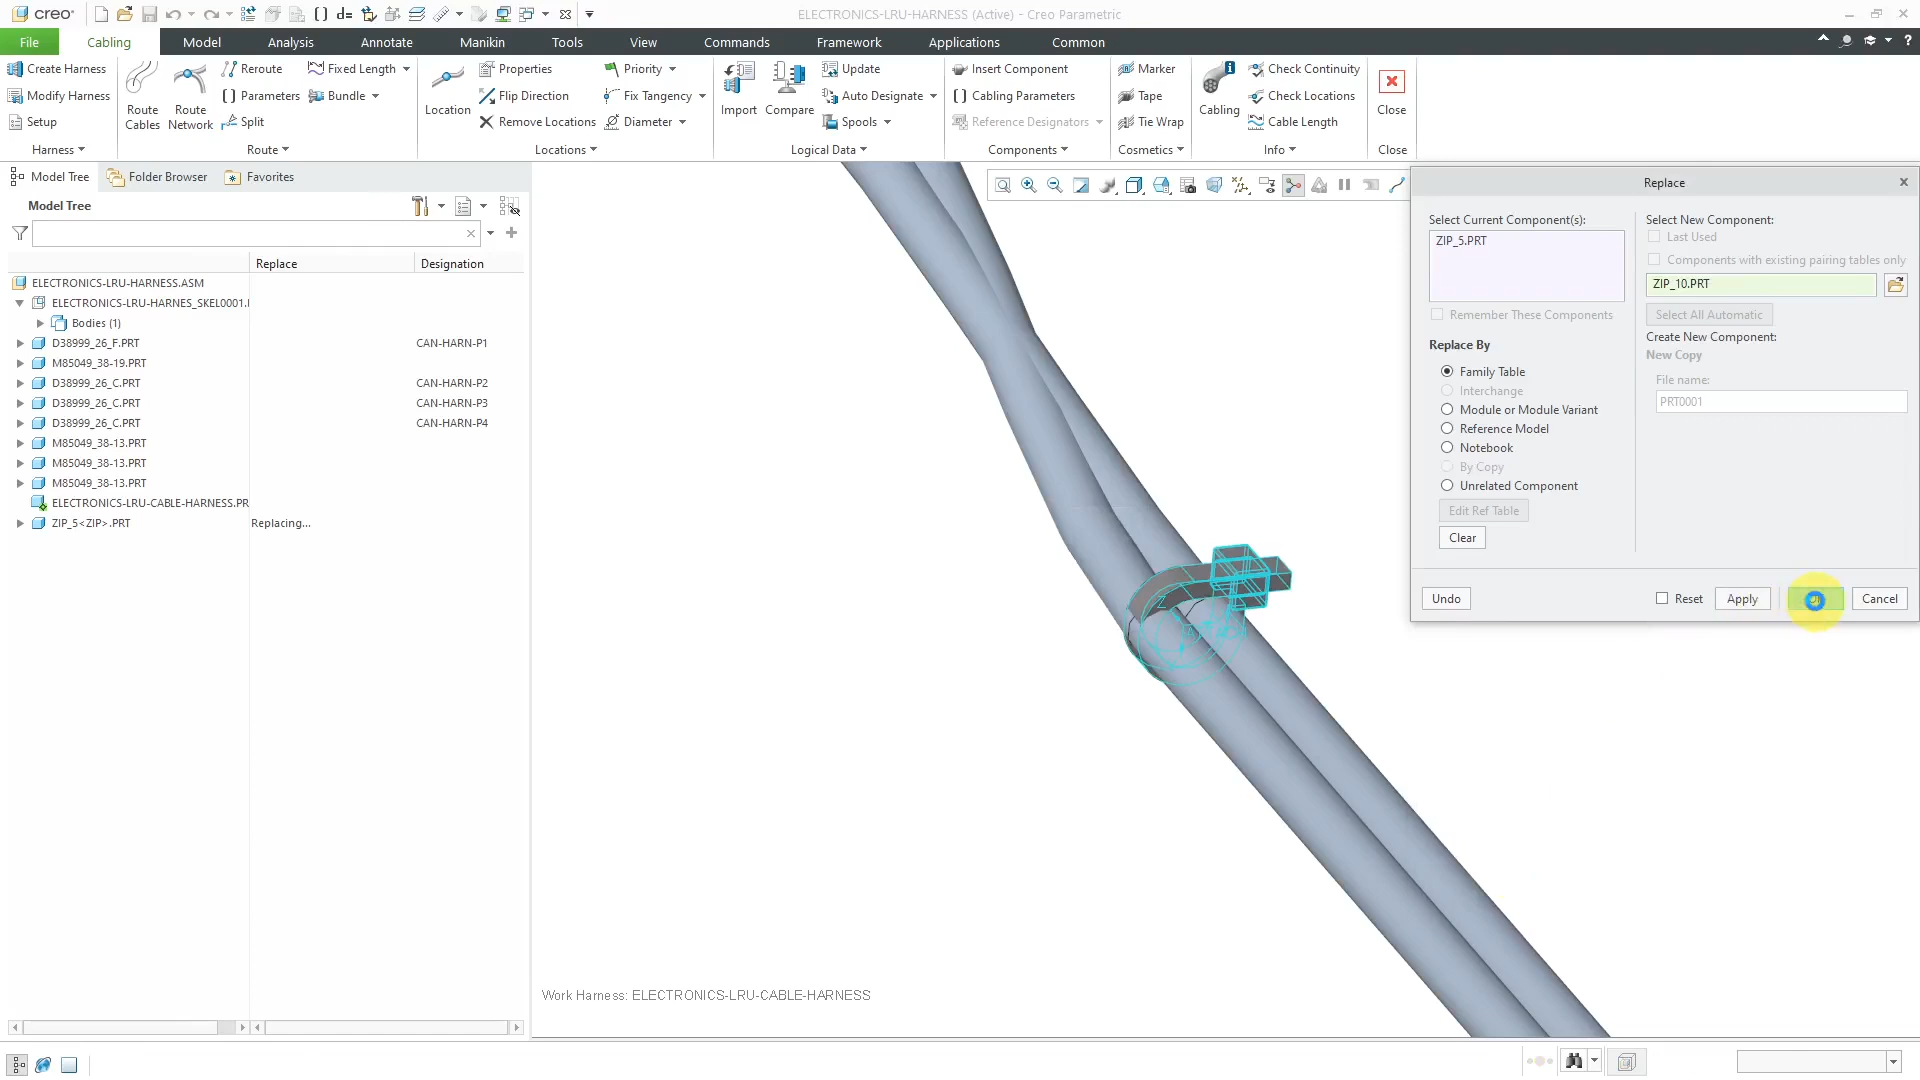 creo
ELECTRONICS-LRU-HARNESS (Active) - Creo Parametric
File Cabling Model Analysis Annotate Manikin Tools View Commands Framework Applications Common
Create Harness
Modify Harness
Setup
Harness
Route Cables
Route Network
Reroute
Parameters
Split
Fixed Length
Bundle
Route
Location
Properties
Flip Direction
Remove Locations
Priority
Fix Tangency
Diameter
Locations
Import
Compare
Update
Auto Designate
Spools
Logical Data
Insert Component
Cabling Parameters
Reference Designators
Components
Marker
Tape
Tie Wrap
Cosmetics
Cabling
Check Continuity
Check Locations
Cable Length
Info
Close
Close
Model Tree Folder Browser Favorites
Model Tree
Replace Designation
ELECTRONICS-LRU-HARNESS.ASM
ELECTRONICS-LRU-HARNES_SKEL0001.
Bodies (1)
D38999_26_F.PRT CAN-HARN-P1
M85049_38-19.PRT
D38999_26_C.PRT CAN-HARN-P2
D38999_26_C.PRT CAN-HARN-P3
D38999_26_C.PRT CAN-HARN-P4
M85049_38-13.PRT
M85049_38-13.PRT
M85049_38-13.PRT
ELECTRONICS-LRU-CABLE-HARNESS.PR
ZIP_5<ZIP>.PRT Replacing...
Z
Work Harness: ELECTRONICS-LRU-CABLE-HARNESS
Replace
Select Current Component(s):
ZIP_5.PRT
Remember These Components
Replace By
Family Table
Interchange
Module or Module Variant
Reference Model
Notebook
By Copy
Unrelated Component
Edit Ref Table
Clear
Select New Component:
Last Used
Components with existing pairing tables only
ZIP_10.PRT
Select All Automatic
Create New Component:
New Copy
File name:
PRT0001
Undo Reset Apply Cancel